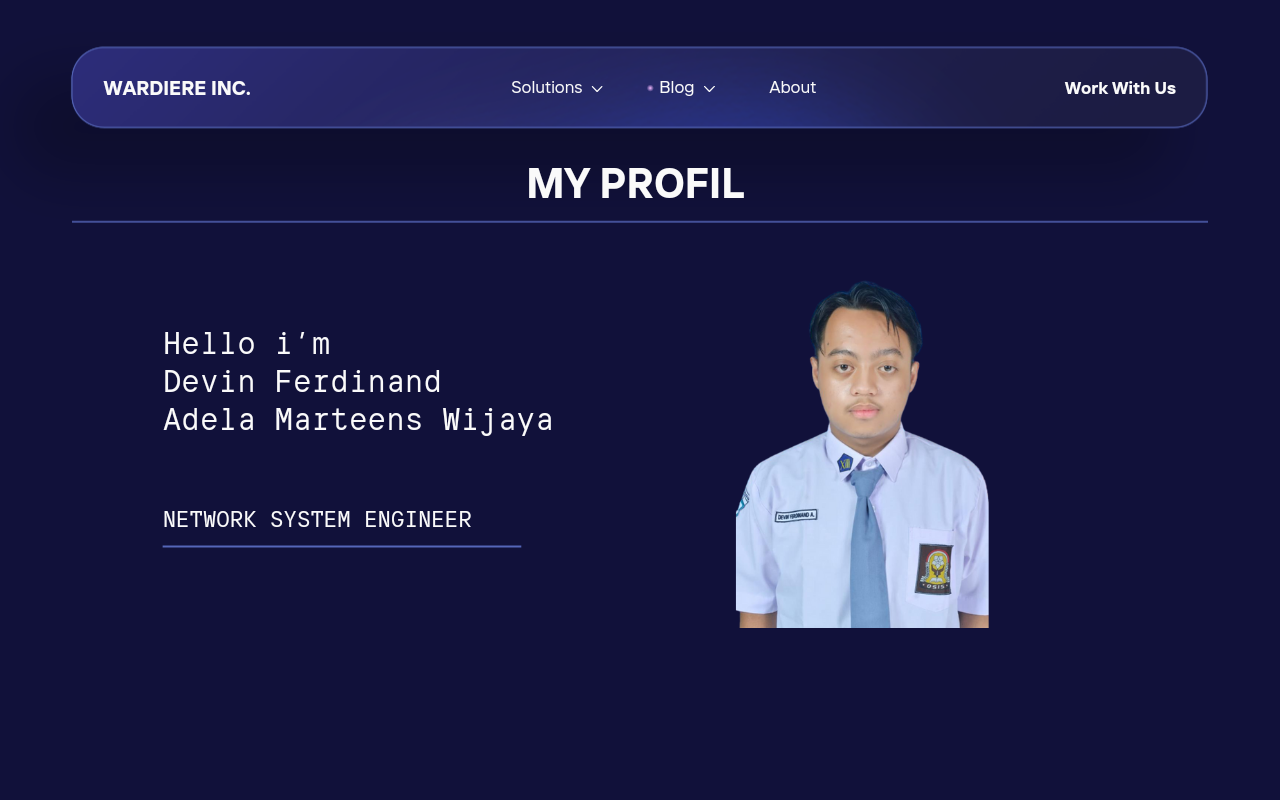 WARDIERE INC.
Solutions
Blog
About
Work With Us
MY PROFIL
Hello i'm
Devin Ferdinand
Adela Marteens Wijaya
NETWORK SYSTEM ENGINEER
XIII
DEVIN FERDINAND A.
OSIS